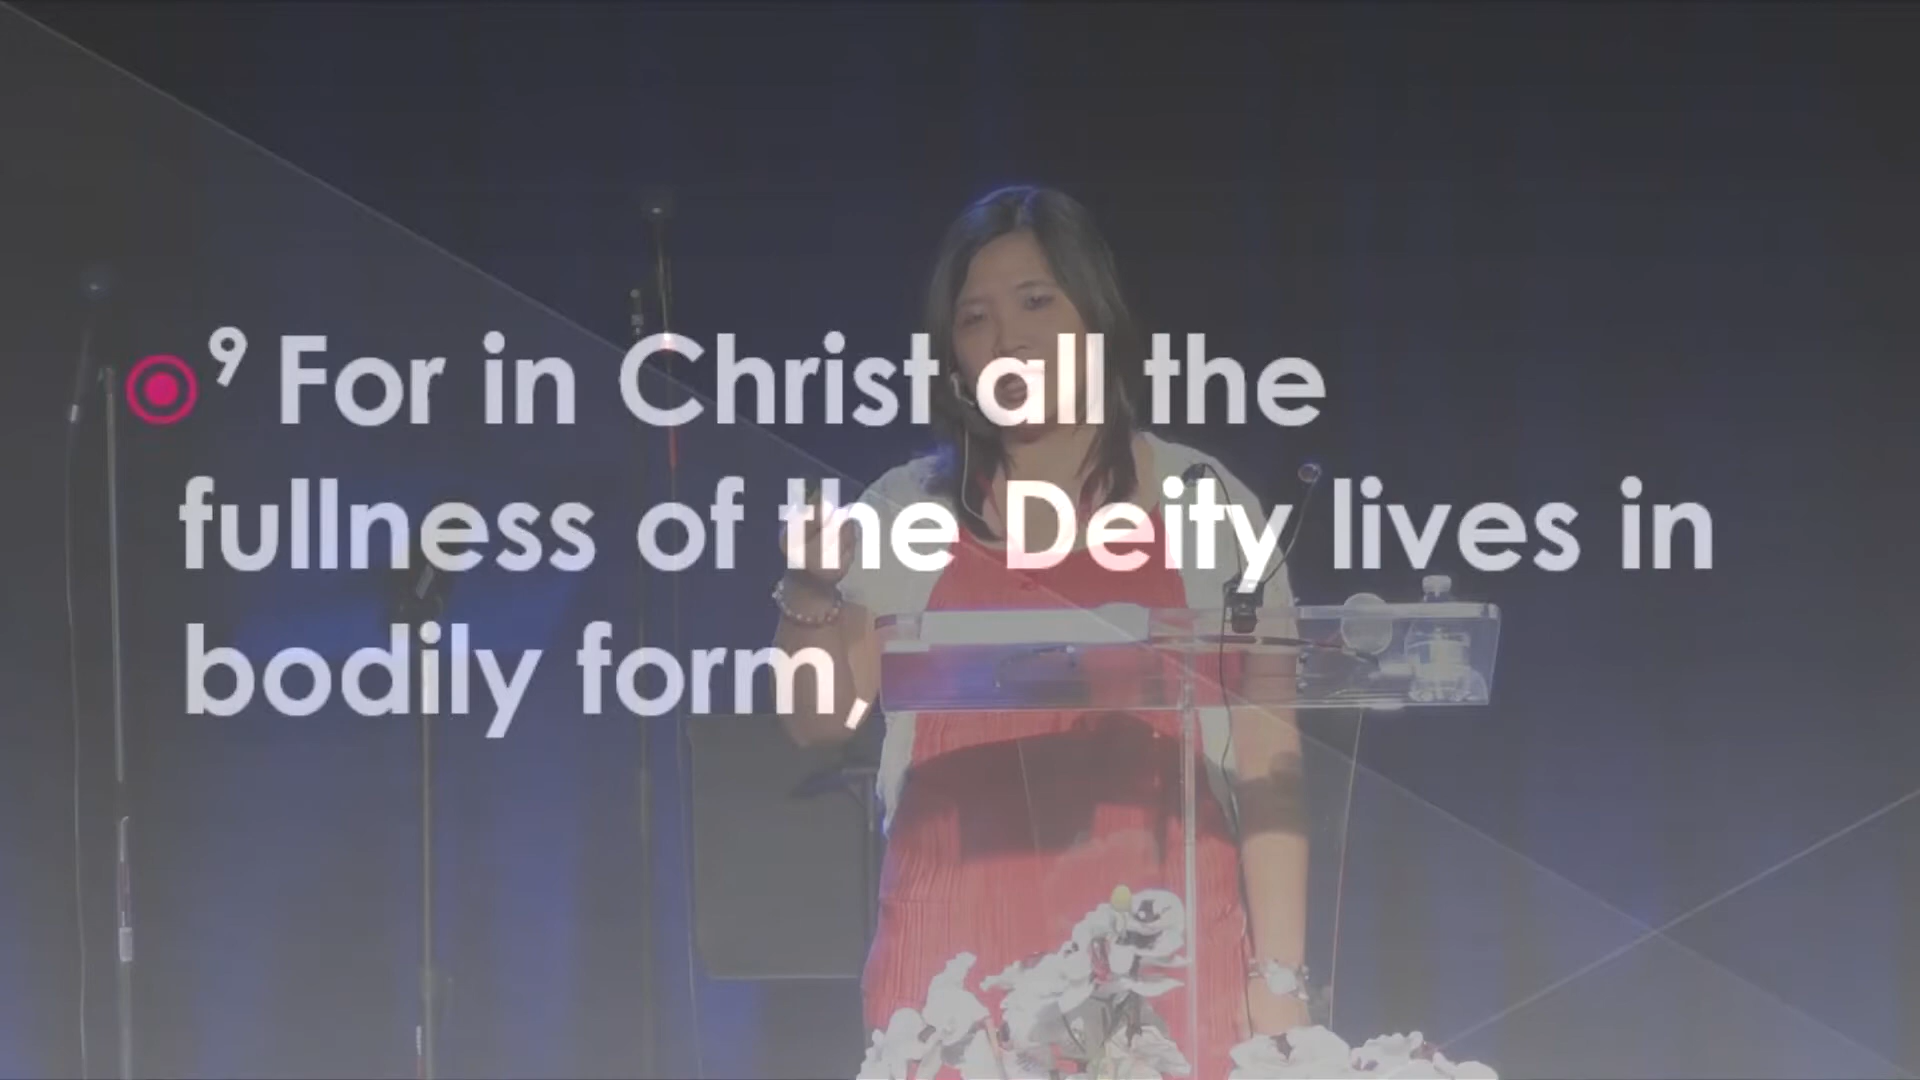 9 For in Christ all the
fullness of the Deity lives in
bodily form,